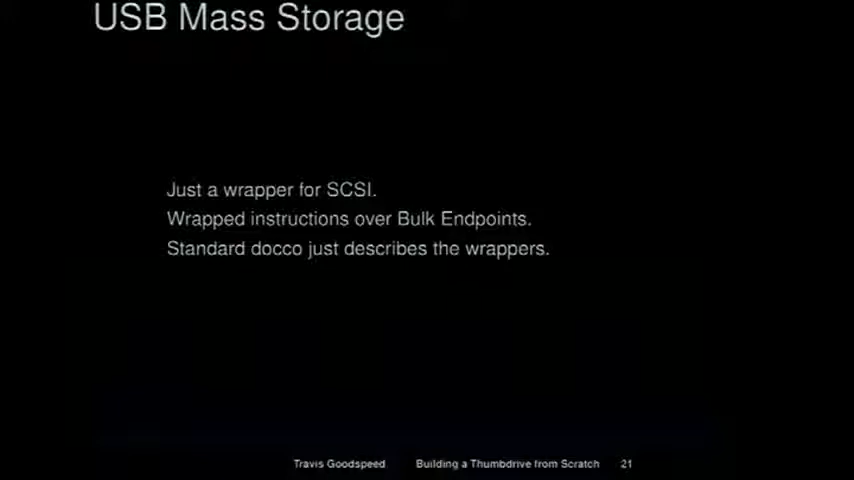 USB Mass Storage
Just a wrapper for SCSI.
Wrapped instructions over Bulk Endpoints.
Standard docco just describes the wrappers.
Travis Goodspeed Building a Thumbdrive from Scratch 21